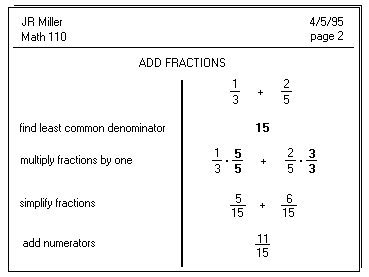 JR Miller 4/5/95
Math 110 page 2
ADD FRACTIONS
1/3 + 2/5
find least common denominator 15
multiply fractions by one 1/3 · 5/5 + 2/5 · 3/3
simplify fractions 5/15 + 6/15
add numerators 11/15